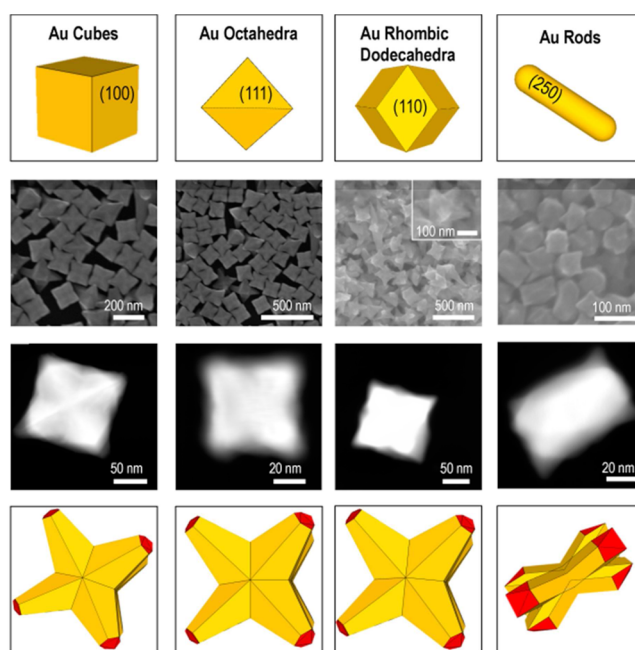 Au Cubes
Au Octahedra
Au Rhombic
Dodecahedra
Au Rods
(100)
(111)
(110)
(250)
200 nm
500 nm
100 nm
500 nm
100 nm
50 nm
20 nm
50 nm
20 nm